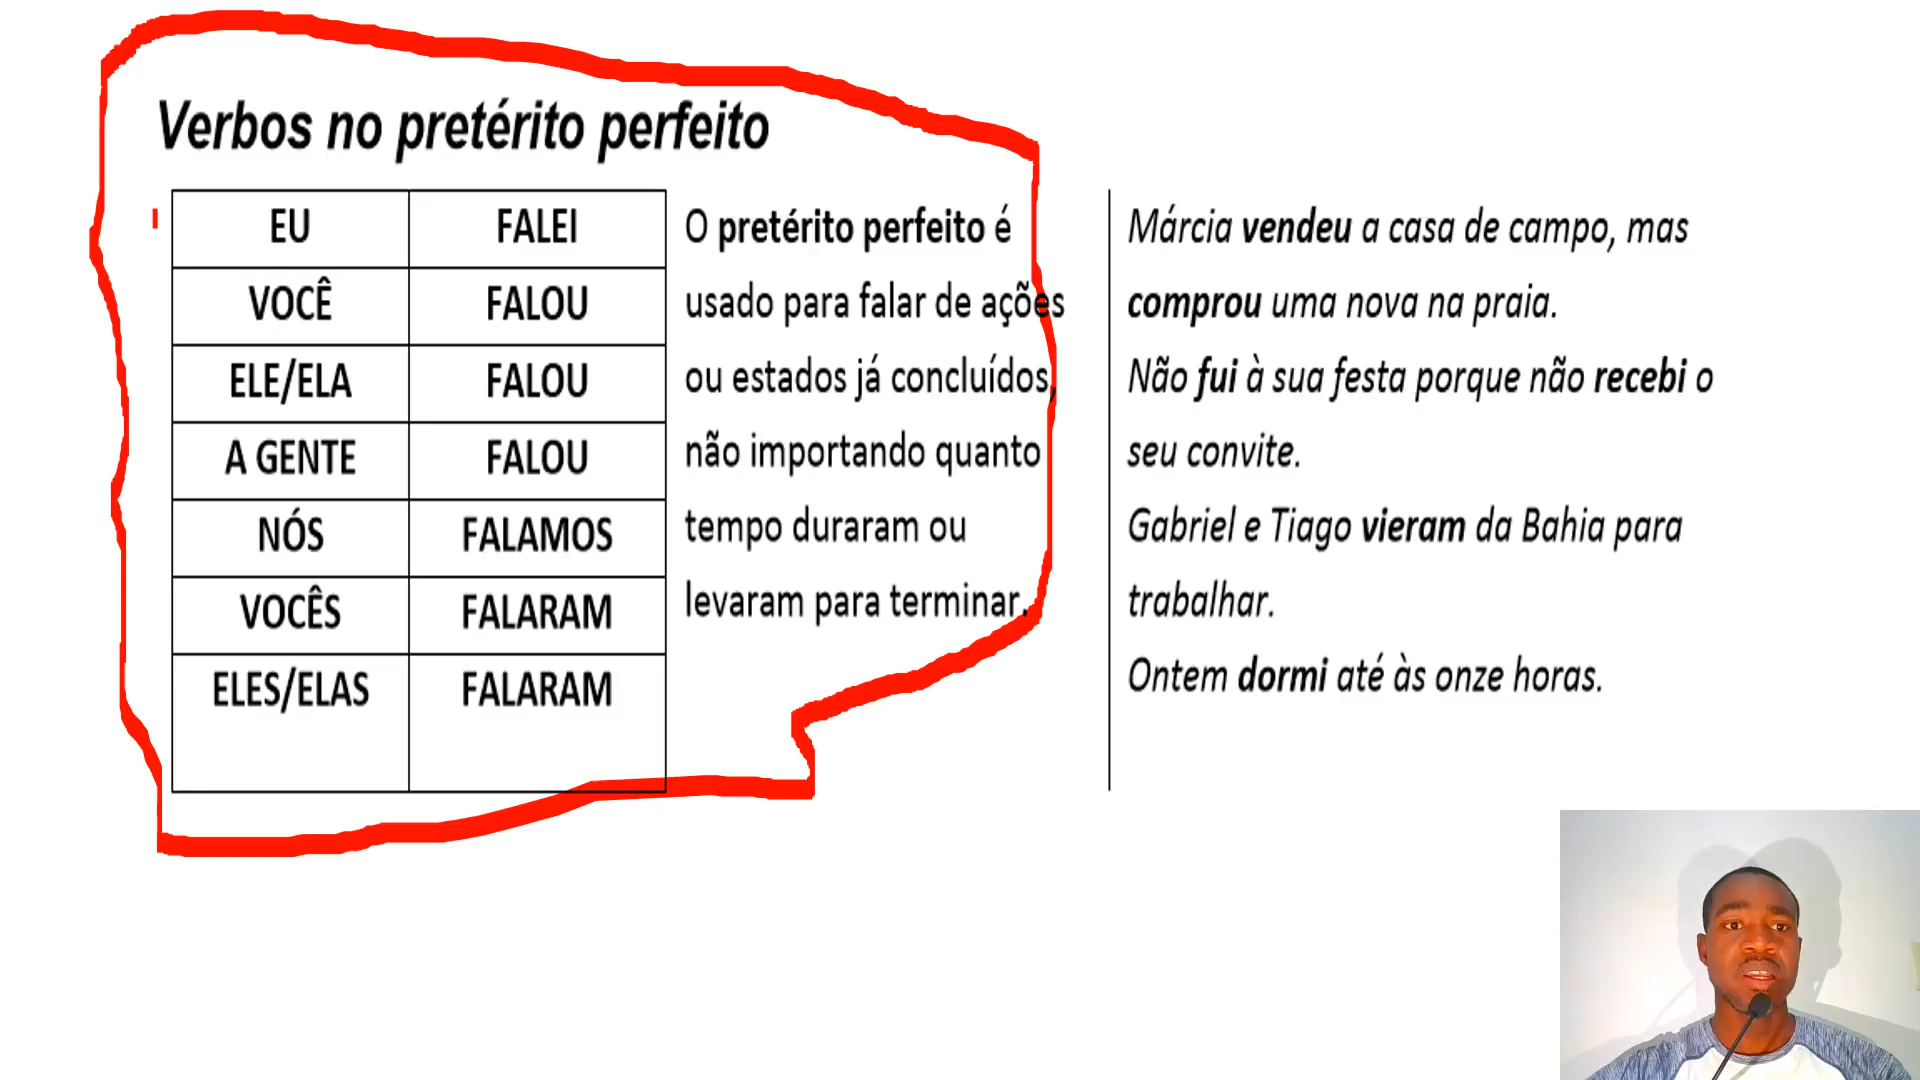 Verbos no pretérito perfeito
EU FALEI
VOCÊ FALOU
ELE/ELA FALOU
A GENTE FALOU
NÓS FALAMOS
VOCÊS FALARAM
ELES/ELAS FALARAM
O pretérito perfeito é
usado para falar de ações
ou estados já concluídos,
não importando quanto
tempo duraram ou
levaram para terminar.
Márcia vendeu a casa de campo, mas
comprou uma nova na praia.
Não fui à sua festa porque não recebi o
seu convite.
Gabriel e Tiago vieram da Bahia para
trabalhar.
Ontem dormi até às onze horas.